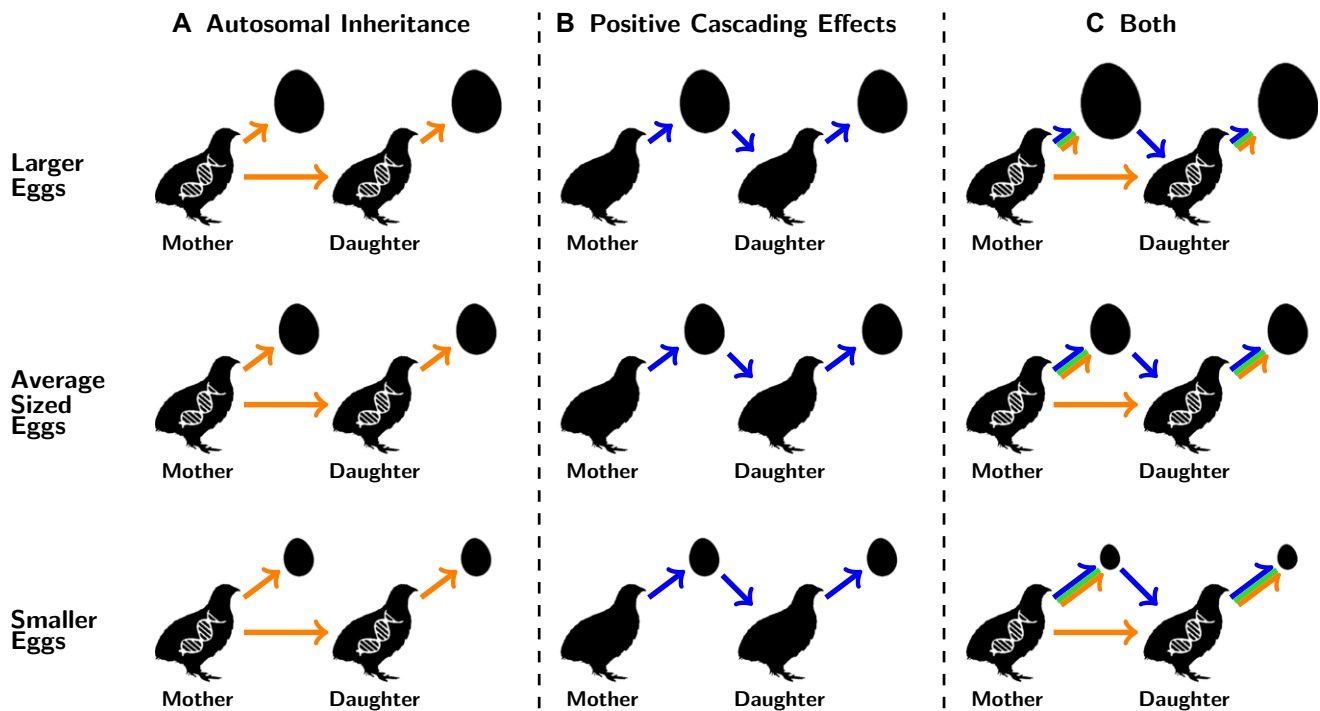 A Autosomal Inheritance
B Positive Cascading Effects
C Both
Larger
Eggs
Mother
Daughter
Mother
Daughter
Mother
Daughter
Average
Sized
Eggs
Mother
Daughter
Mother
Daughter
Mother
Daughter
Smaller
Eggs
Mother
Daughter
Mother
Daughter
Mother
Daughter